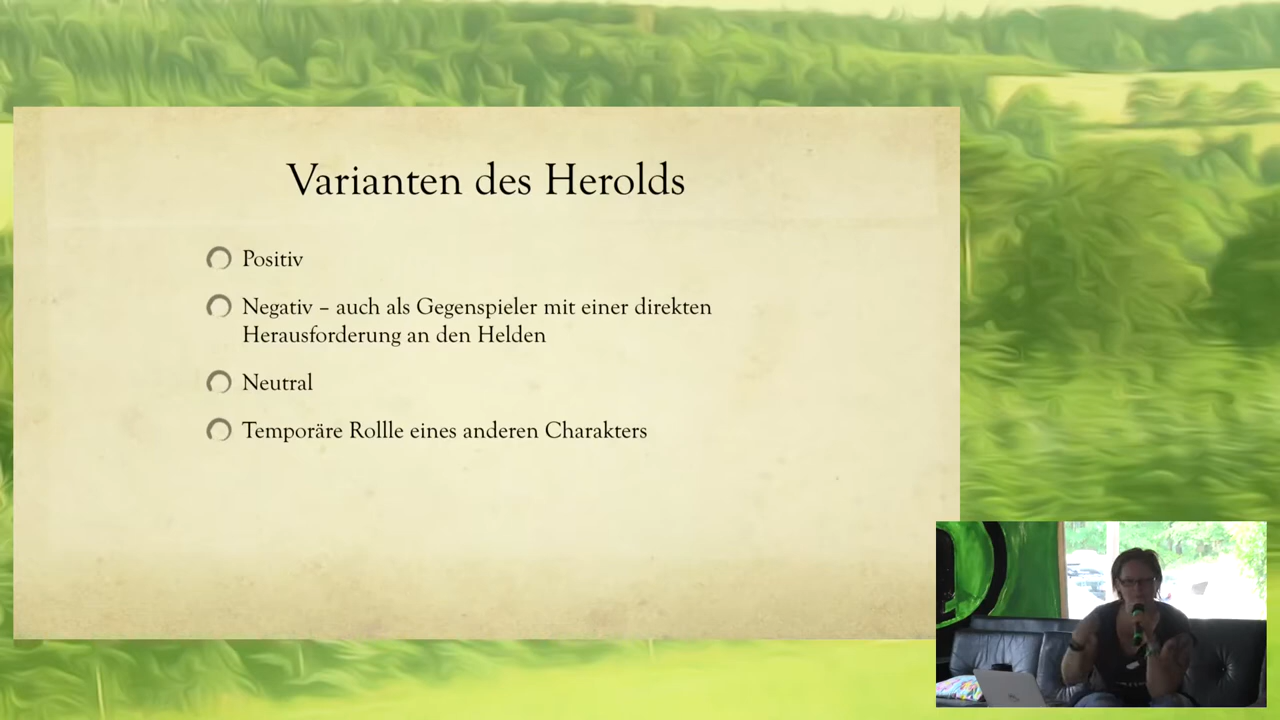 Varianten des Herolds
Positiv
Negativ – auch als Gegenspieler mit einer direkten
Herausforderung an den Helden
Neutral
Temporäre Rollle eines anderen Charakters